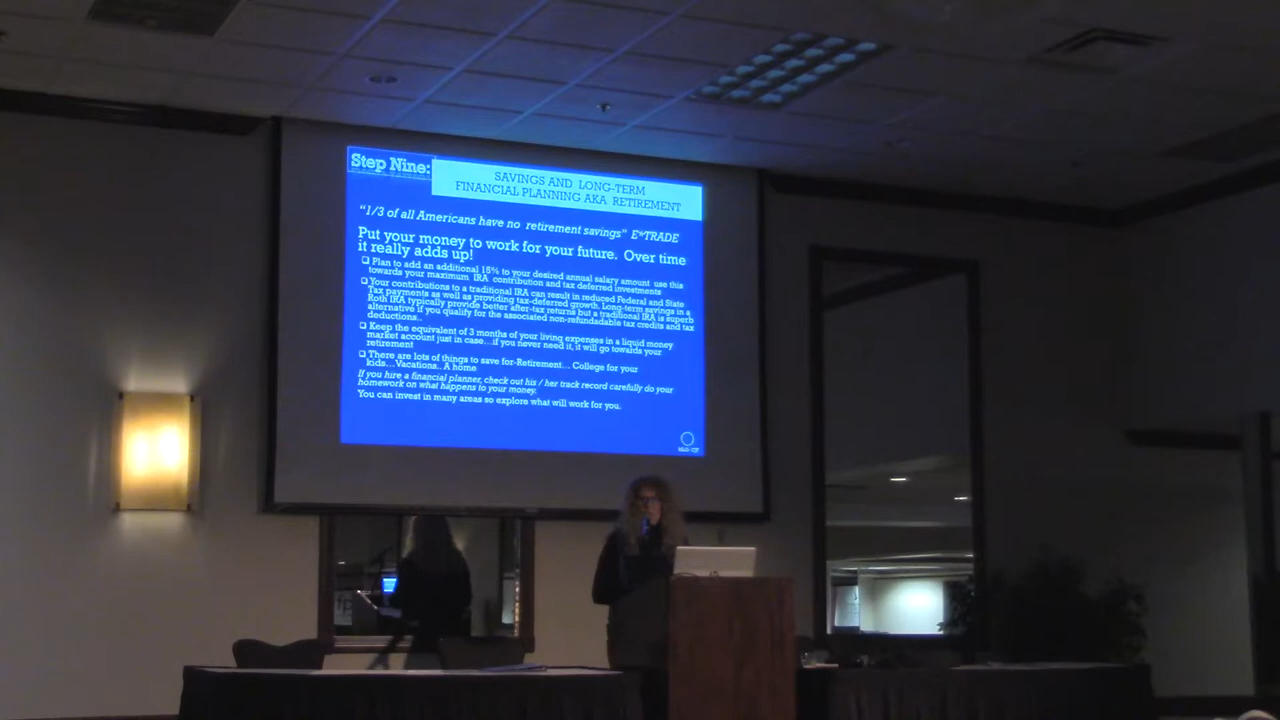 Step Nine:
SAVINGS AND LONG-TERM
FINANCIAL PLANNING AKA RETIREMENT
"1/3 of all Americans have no retirement savings" E*TRADE
Put your money to work for your future. Over time
it really adds up!
❑ Plan to add an additional 15% to your desired annual salary amount use this
towards your maximum IRA contribution and tax deferred investments
❑ Your contributions to a traditional IRA can result in reduced Federal and State
Tax payments as well as providing tax-deferred growth. Long-term savings in a
Roth IRA typically provide better after-tax returns but a traditional IRA is superb
alternative if you qualify for the associated non-refundadable tax credits and tax
deductions..
❑ Keep the equivalent of 3 months of your living expenses in a liquid money
market account just in case...if you never need it, it will go towards your
retirement
❑ There are lots of things to save for-Retirement... College for your
kids...Vacations.. A home
If you hire a financial planner, check out his / her track record carefully do your
homework on what happens to your money.
You can invest in many areas so explore what will work for you.